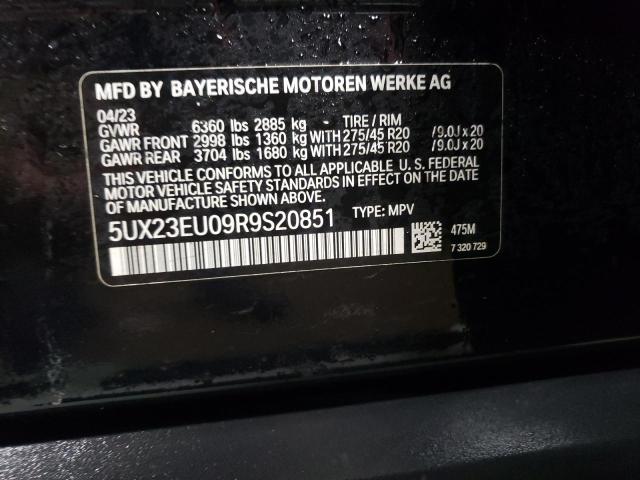 MFD BY BAYERISCHE MOTOREN WERKE AG
04/23
GVWR 6360 lbs 2885 kg TIRE / RIM
GAWR FRONT 2998 lbs 1360 kg WITH 275/45 R20 /9.0J x 20
GAWR REAR 3704 lbs 1680 kg WITH 275/45 R20 /9.0J x 20
THIS VEHICLE CONFORMS TO ALL APPLICABLE U. S. FEDERAL
MOTOR VEHICLE SAFETY STANDARDS IN EFFECT ON THE DATE
OF MANUFACTURE SHOWN ABOVE.
5UX23EU09R9S20851 TYPE: MPV
475M
7 320 729